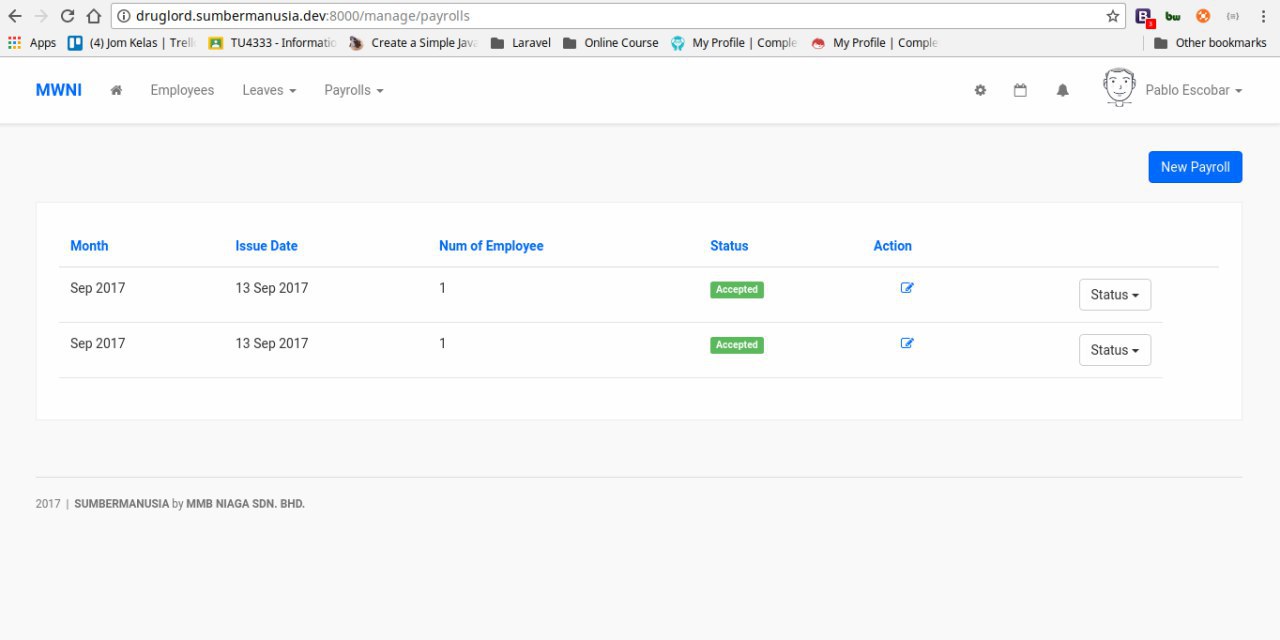 druglord.sumbermanusia.dev:8000/manage/payrolls
Apps (4) Jom Kelas | Trell TU4333 - Informatio Create a Simple Java Laravel Online Course My Profile | Comple My Profile | Comple Other bookmarks
MWNI Employees Leaves Payrolls Pablo Escobar
New Payroll
Month Issue Date Num of Employee Status Action
Sep 2017 13 Sep 2017 1 Accepted Status
Sep 2017 13 Sep 2017 1 Accepted Status
2017 | SUMBERMANUSIA by MMB NIAGA SDN. BHD.